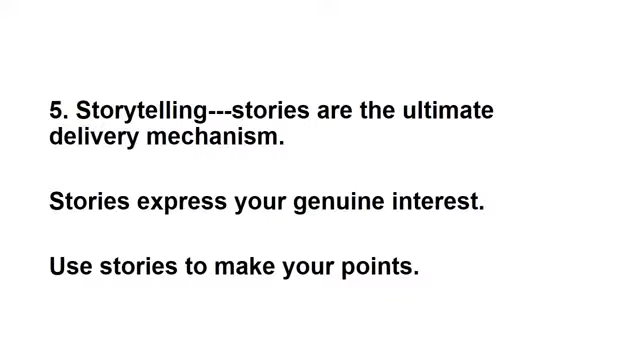 5. Storytelling---stories are the ultimate
delivery mechanism.
Stories express your genuine interest.
Use stories to make your points.